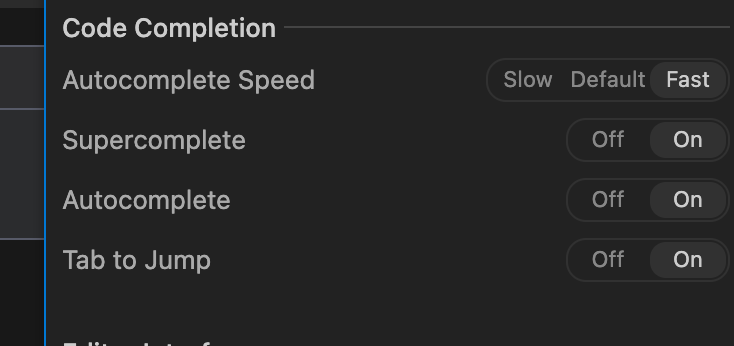 Code Completion
Autocomplete Speed Slow Default Fast
Supercomplete Off On
Autocomplete Off On
Tab to Jump Off On